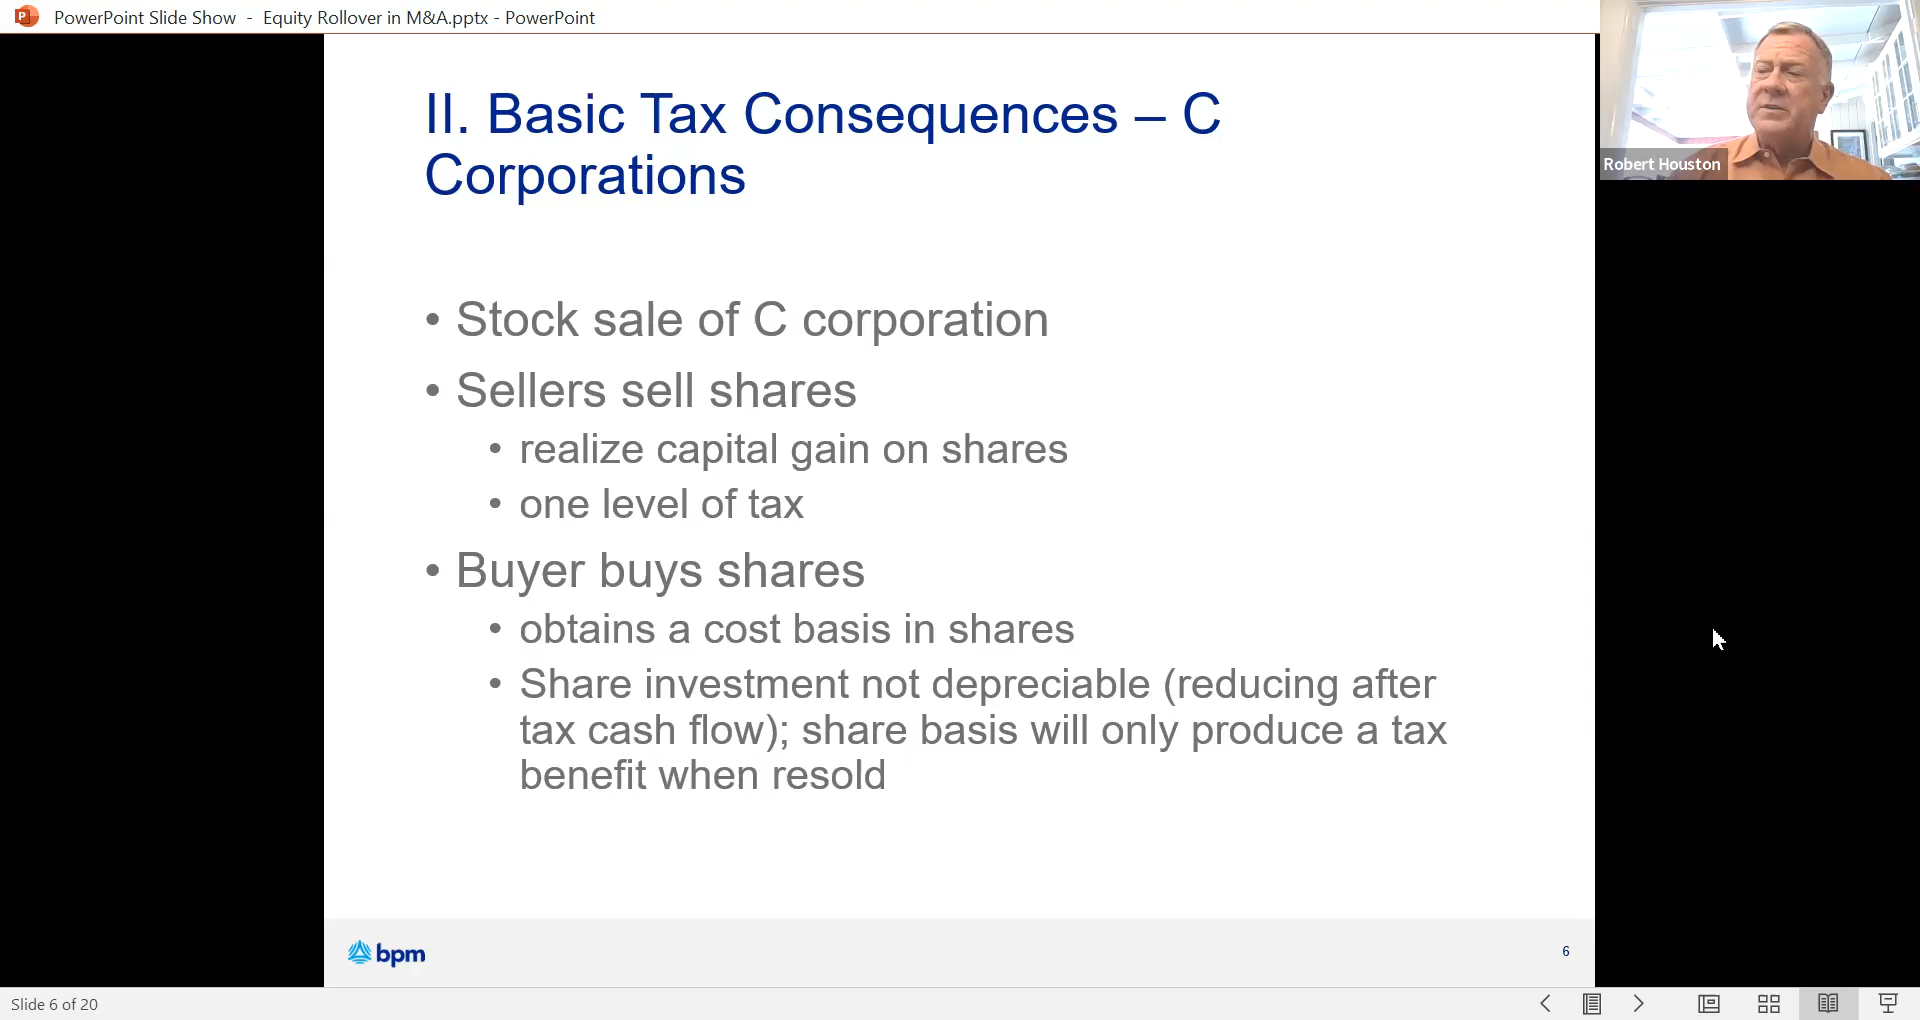 PowerPoint Slide Show - Equity Rollover in M&A.pptx - PowerPoint
Robert Houston
II. Basic Tax Consequences – C
Corporations
• Stock sale of C corporation
• Sellers sell shares
• realize capital gain on shares
• one level of tax
• Buyer buys shares
• obtains a cost basis in shares
• Share investment not depreciable (reducing after
tax cash flow); share basis will only produce a tax
benefit when resold
bpm
6
Slide 6 of 20